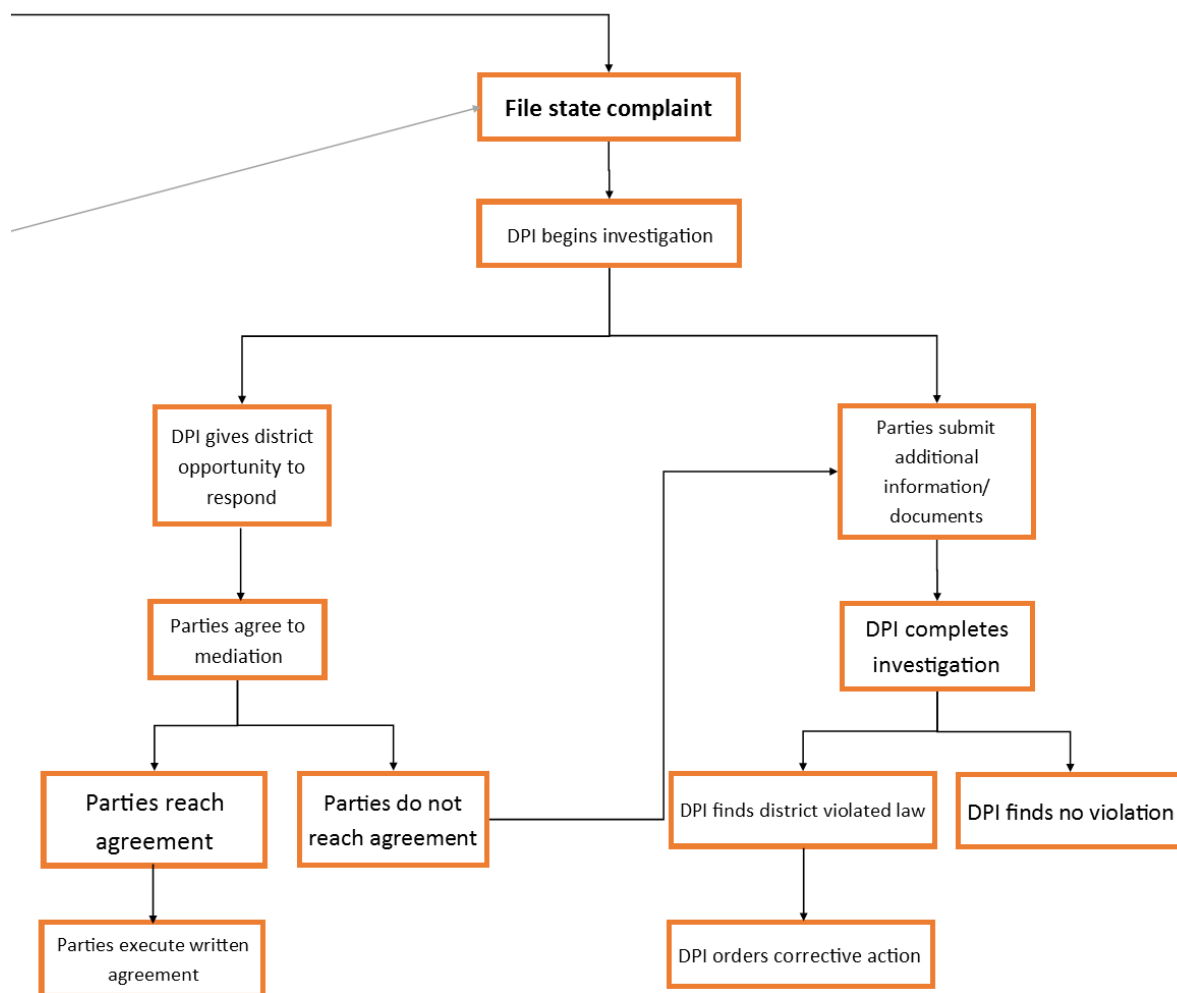 File state complaint
DPI begins investigation
DPI gives district
opportunity to
respond
Parties submit
additional
information/
documents
Parties agree to
mediation
DPI completes
investigation
Parties reach
agreement
Parties do not
reach agreement
DPI finds district violated law
DPI finds no violation
Parties execute written
agreement
DPI orders corrective action